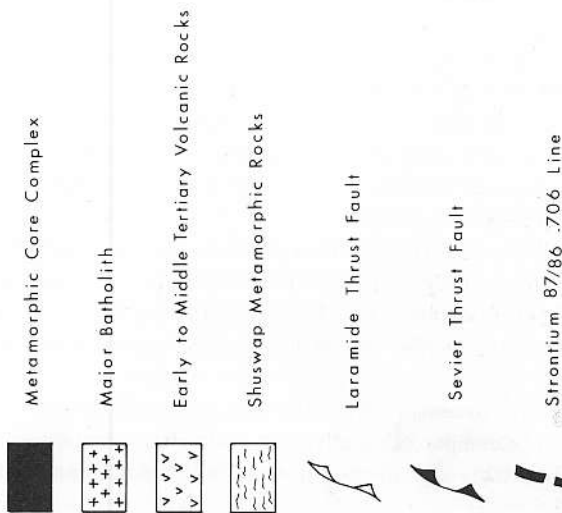 Metamorphic Core Complex
Major Batholith
Early to Middle Tertiary Volcanic Rocks
Shuswap Metamorphic Rocks
Laramide Thrust Fault
Sevier Thrust Fault
Strontium 87/86 .706 Line